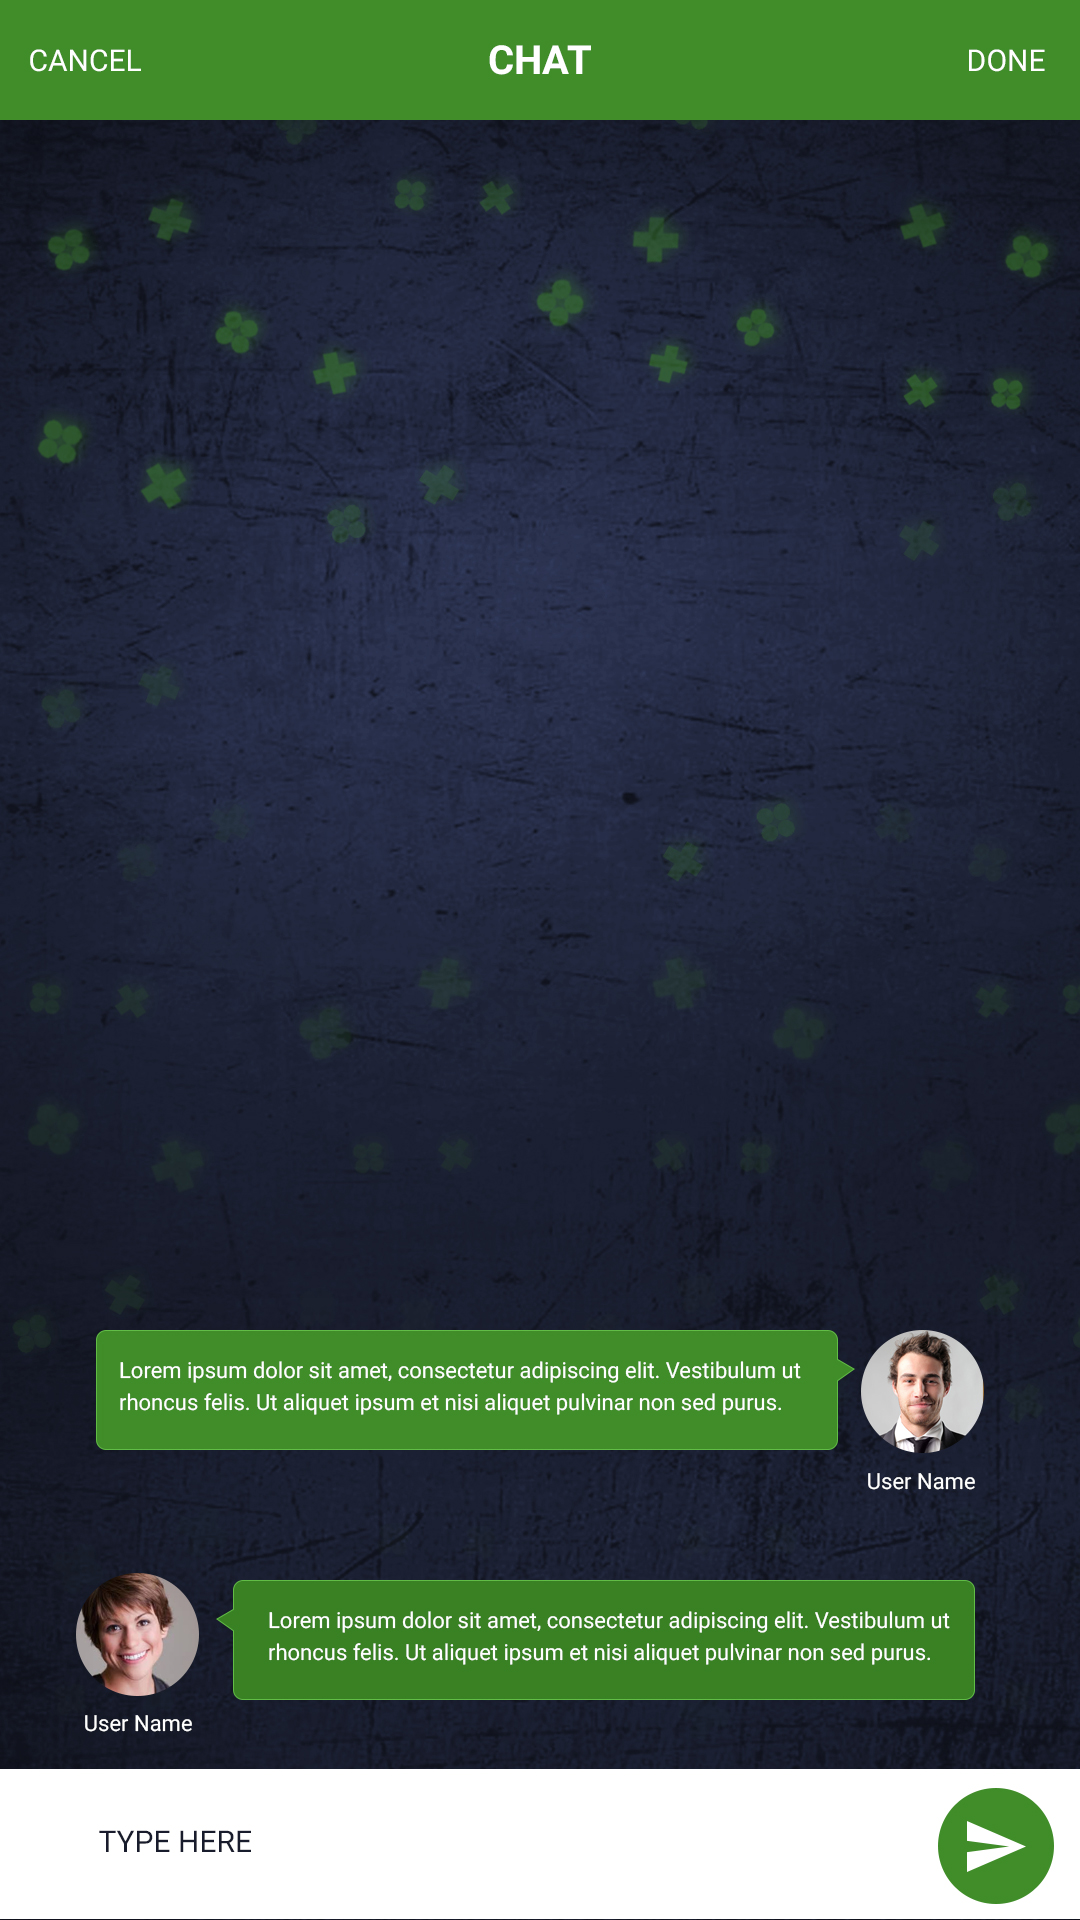 CANCEL CHAT DONE
Lorem ipsum dolor sit amet, consectetur adipiscing elit. Vestibulum ut
rhoncus felis. Ut aliquet ipsum et nisi aliquet pulvinar non sed purus.
User Name
Lorem ipsum dolor sit amet, consectetur adipiscing elit. Vestibulum ut
rhoncus felis. Ut aliquet ipsum et nisi aliquet pulvinar non sed purus.
User Name
TYPE HERE